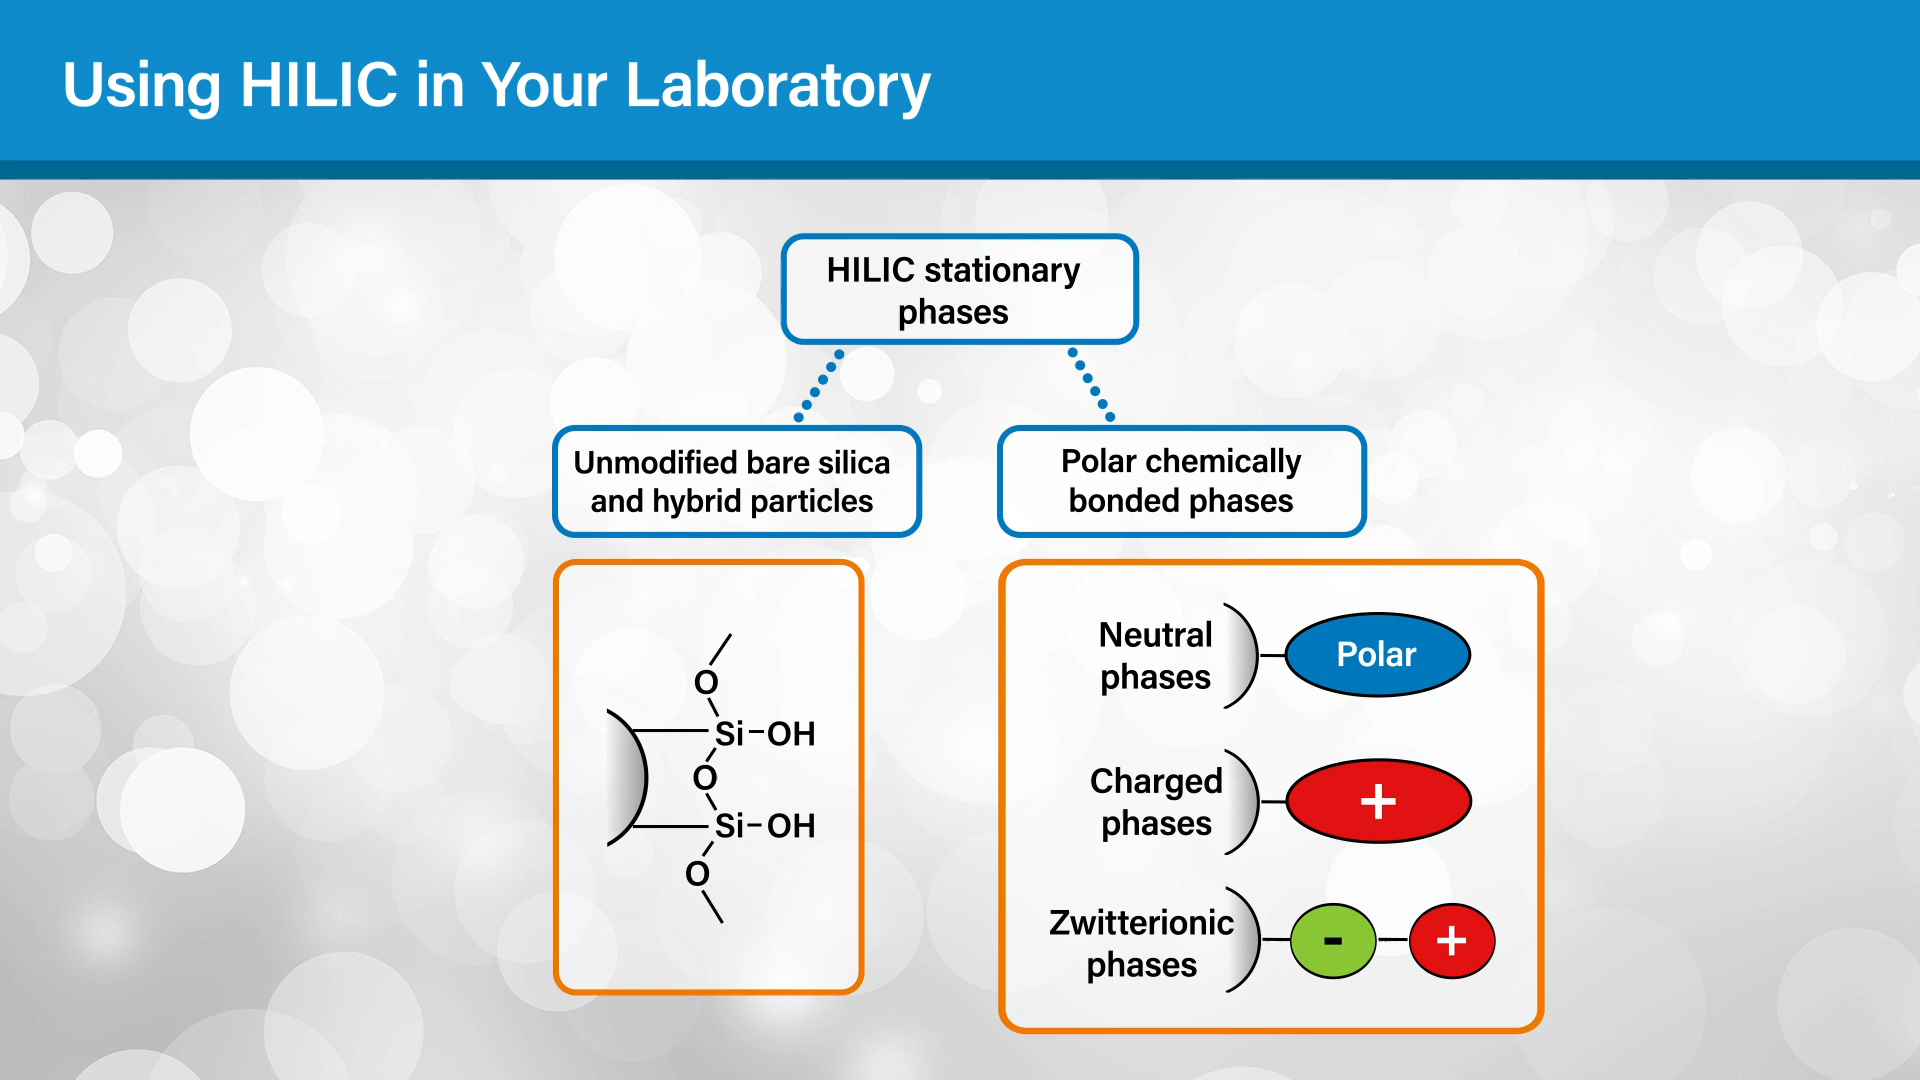 Using HILIC in Your Laboratory
HILIC stationary
phases
Unmodified bare silica
and hybrid particles
Polar chemically
bonded phases
O
Si-OH
O
Si-OH
O
Neutral
phases
Polar
Charged
phases
+
Zwitterionic
phases
- +